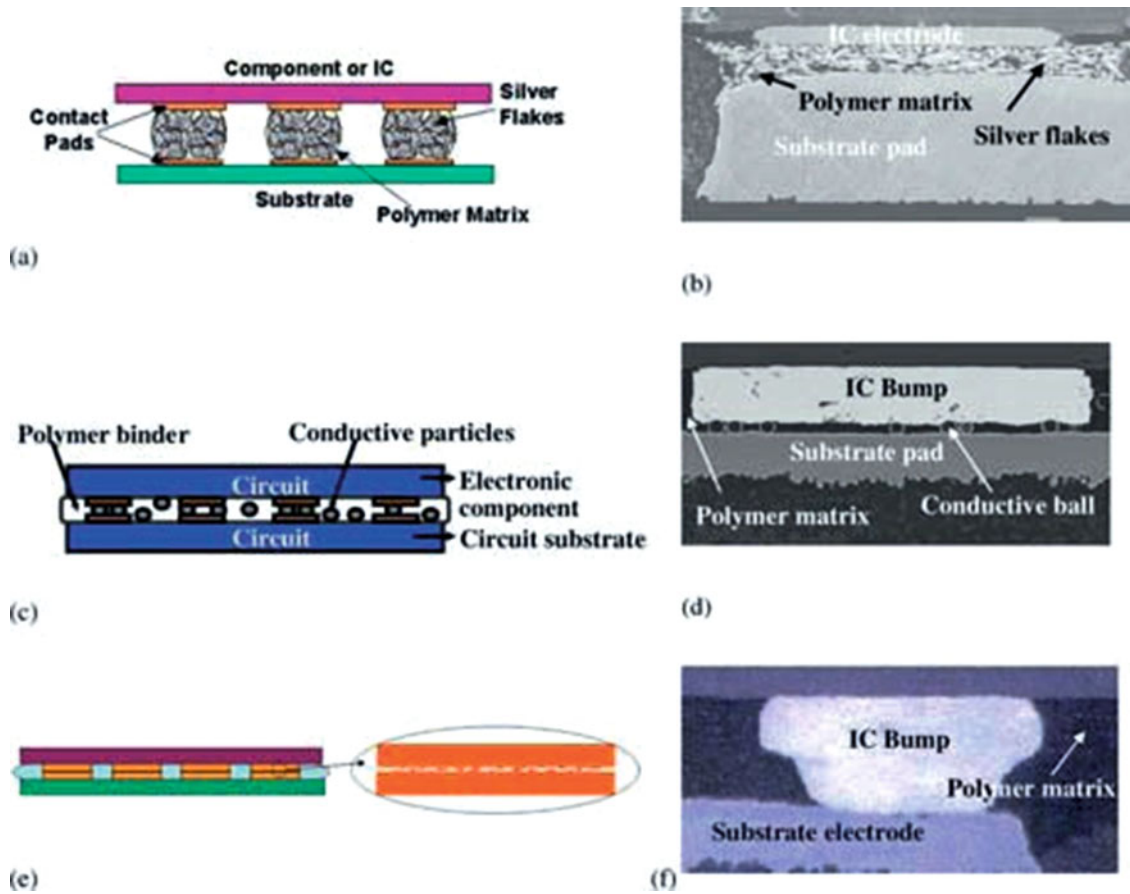 Component or IC
Contact
Pads
Silver
Flakes
Substrate
Polymer Matrix
(a)
IC electrode
Polymer matrix
Silver flakes
Substrate pad
(b)
Polymer binder
Conductive particles
Circuit
Electronic
component
Circuit
Circuit substrate
(c)
IC Bump
Substrate pad
Polymer matrix
Conductive ball
(d)
(e)
IC Bump
Polymer matrix
Substrate electrode
(f)